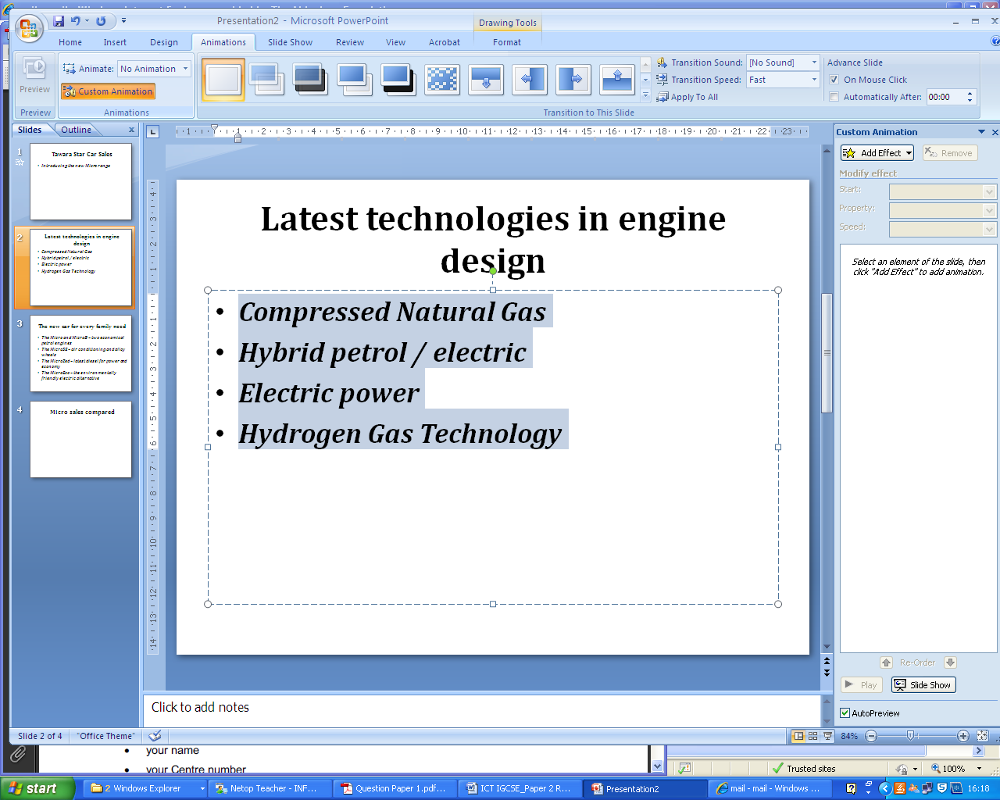 Presentation2 - Microsoft PowerPoint
Drawing Tools
Home Insert Design Animations Slide Show Review View Acrobat Format
Preview
Animate: No Animation
Custom Animation
Transition Sound: [No Sound]
Transition Speed: Fast
Apply To All
Advance Slide
On Mouse Click
Automatically After: 00:00
Preview Animations Transition to This Slide
Slides Outline
1
Tawara Star Car Sales
• Introducing the new Micro range
2
Latest technologies in engine
design
• Compressed Natural Gas
• Hybrid petrol / electric
• Electric power
• Hydrogen Gas Technology
3
The new car for every family need
• The Micro and MicroB – two economical
petrol engines
• The MicroSE – air conditioning and alloy
wheels
• The MicroEcd – latest diesel for power and
economy
• The MicroEco – the environmentally
friendly electric alternative
4
Micro sales compared
Latest technologies in engine
design
• Compressed Natural Gas
• Hybrid petrol / electric
• Electric power
• Hydrogen Gas Technology
Click to add notes
Custom Animation
Add Effect Remove
Modify effect
Start:
Property:
Speed:
Select an element of the slide, then
click "Add Effect" to add animation.
Re-Order
Play Slide Show
AutoPreview
Slide 2 of 4 "Office Theme" 84%
• your name
• your Centre number
Trusted sites 100%
start 2 Windows Explorer Netop Teacher - INF... Question Paper 1.pdf... ICT IGCSE_Paper 2 R... Presentation2 mail - mail - Windows ... 16:18